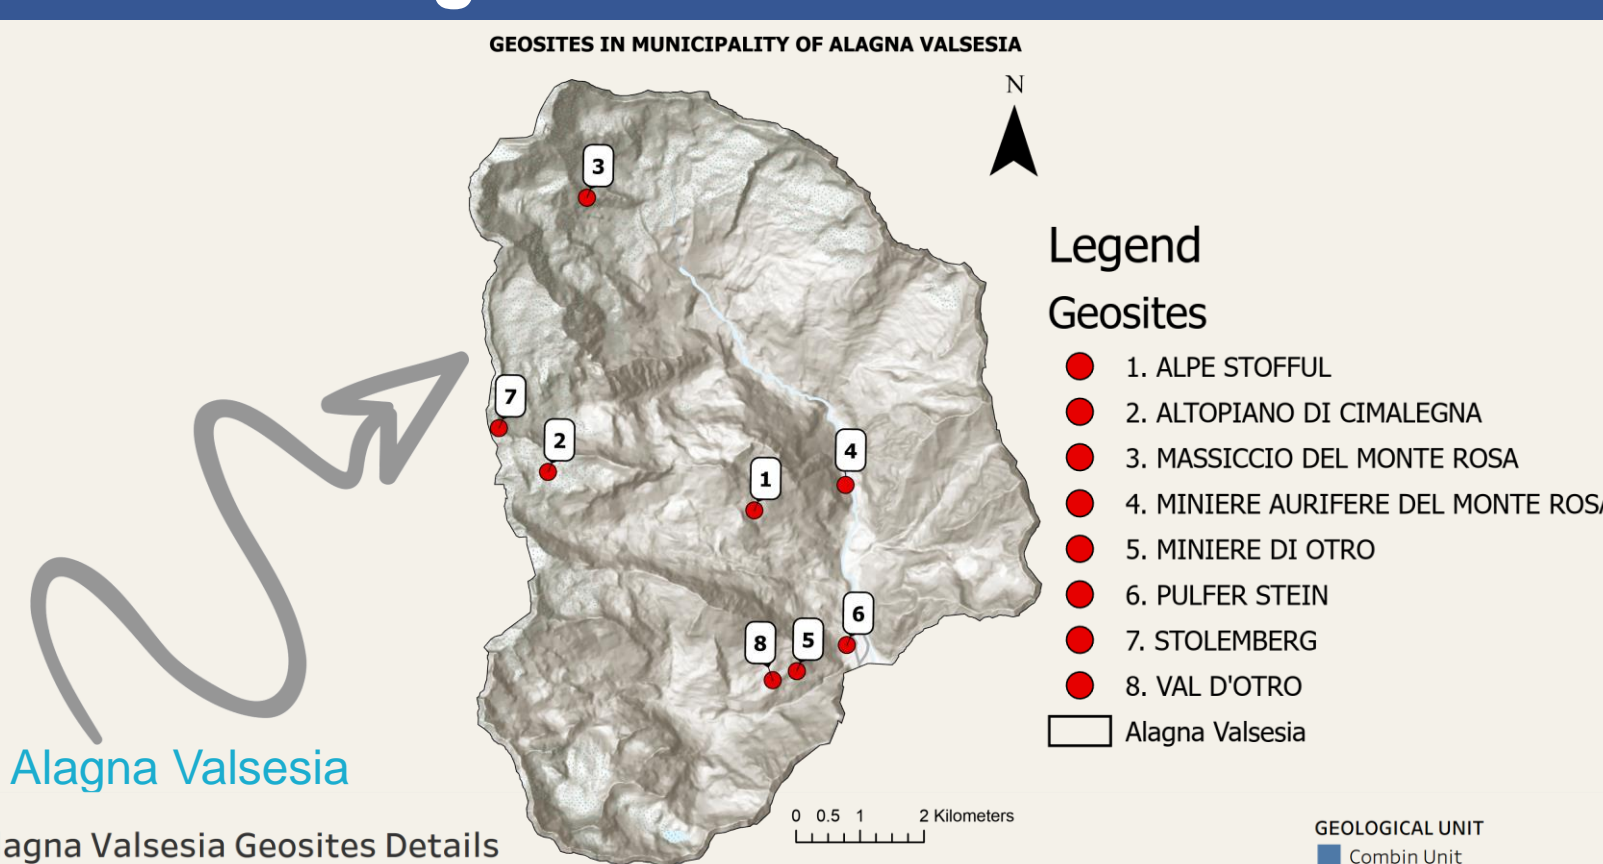 GEOSITES IN MUNICIPALITY OF ALAGNA VALSESIA
N
3
7
2
4
1
6
5
8
Legend
Geosites
1. ALPE STOFFUL
2. ALTOPIANO DI CIMALEGNA
3. MASSICCIO DEL MONTE ROSA
4. MINIERE AURIFERE DEL MONTE ROSA
5. MINIERE DI OTRO
6. PULFER STEIN
7. STOLEMBERG
8. VAL D'OTRO
Alagna Valsesia
Alagna Valsesia
0 0.5 1 2 Kilometers
agna Valsesia Geosites Details
GEOLOGICAL UNIT
Combin Unit